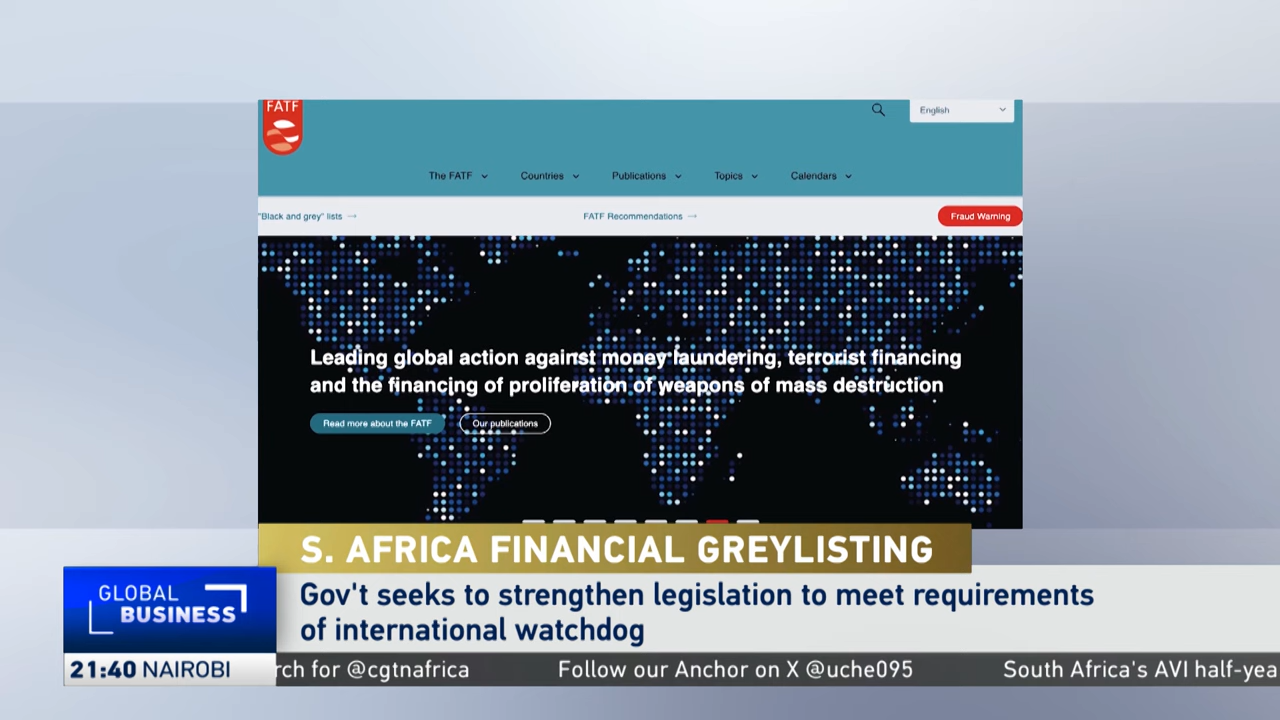 FATF
English
The FATF
Countries
Publications
Topics
Calendars
"Black and grey" lists →
FATF Recommendations →
Fraud Warning
Leading global action against money laundering, terrorist financing
and the financing of proliferation of weapons of mass destruction
Read more about the FATF
Our publications
S. AFRICA FINANCIAL GREYLISTING
GLOBAL
BUSINESS
Gov't seeks to strengthen legislation to meet requirements
of international watchdog
21:40 NAIROBI
rch for @cgtnafrica
Follow our Anchor on X @uche095
South Africa's AVI half-yea